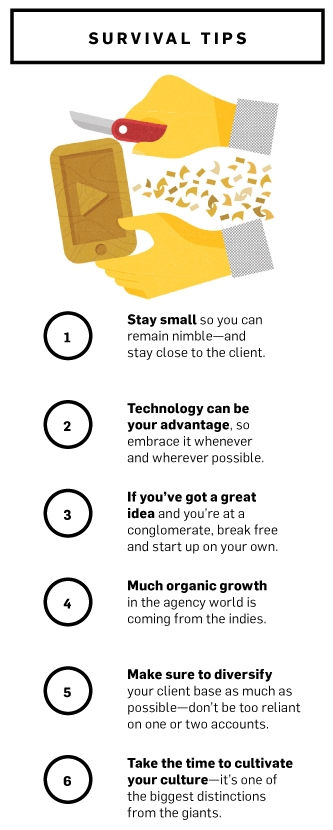 SURVIVAL TIPS
1
Stay small so you can
remain nimble—and
stay close to the client.
2
Technology can be
your advantage, so
embrace it whenever
and wherever possible.
3
If you've got a great
idea and you're at a
conglomerate, break free
and start up on your own.
4
Much organic growth
in the agency world is
coming from the indies.
5
Make sure to diversify
your client base as much as
possible—don't be too reliant
on one or two accounts.
6
Take the time to cultivate
your culture—it's one of
the biggest distinctions
from the giants.